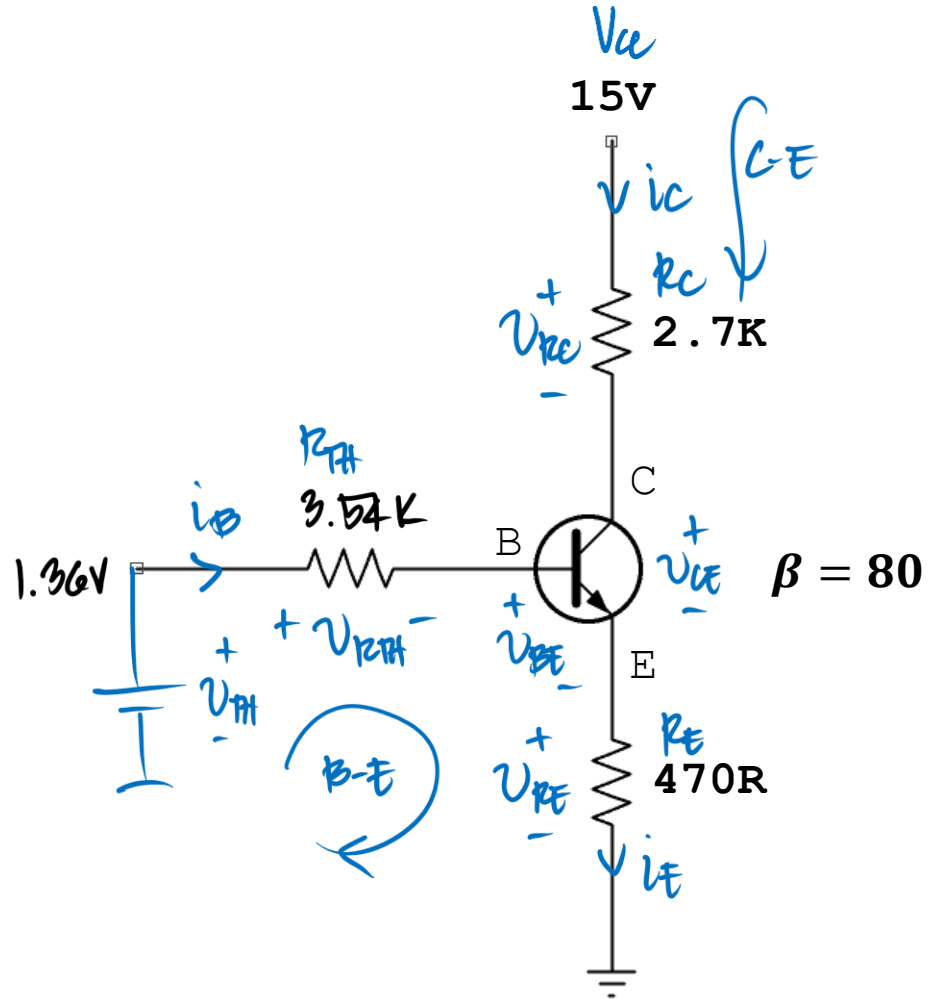 Vcc
15V
C-E
ic
RC
+
VRC
2.7K
-
RTH
3.54K
C
iB
B
+
1.36V
VCE
β = 80
-
+ VRTH -
+
VBE
-
E
+
VTH
-
B-E
RE
+
VRE
470R
-
iE